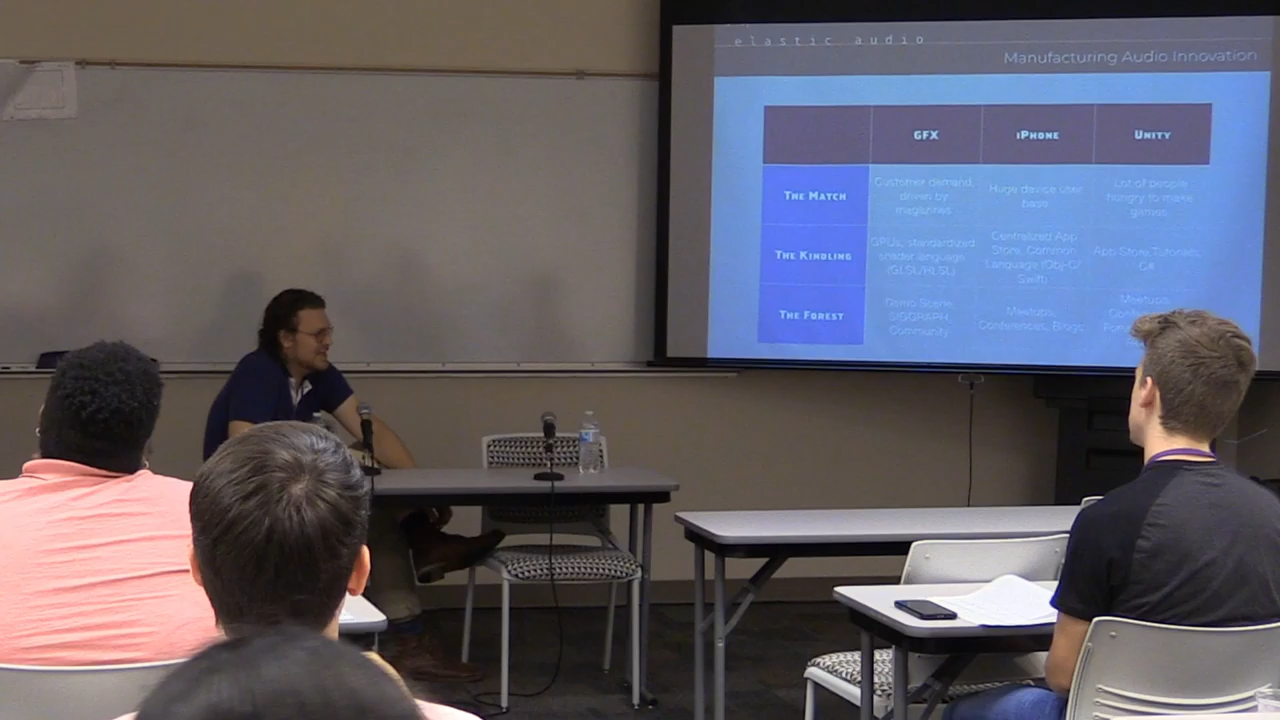 elastic audio
Manufacturing Audio Innovation
GFX
iPhone
Unity
The Match
Customer demand,
driven by
magazines
Huge device user
base
Lot of people
hungry to make
games
The Kindling
GPUs, standardized
shader language
(GLSL/HLSL)
Centralized App
Store, Common
Language (Obj-C/
Swift)
App Store, Tutorials,
C#
The Forest
Demo Scene,
SIGGRAPH,
Community
Meetups,
Conferences, Blogs
Meetups,